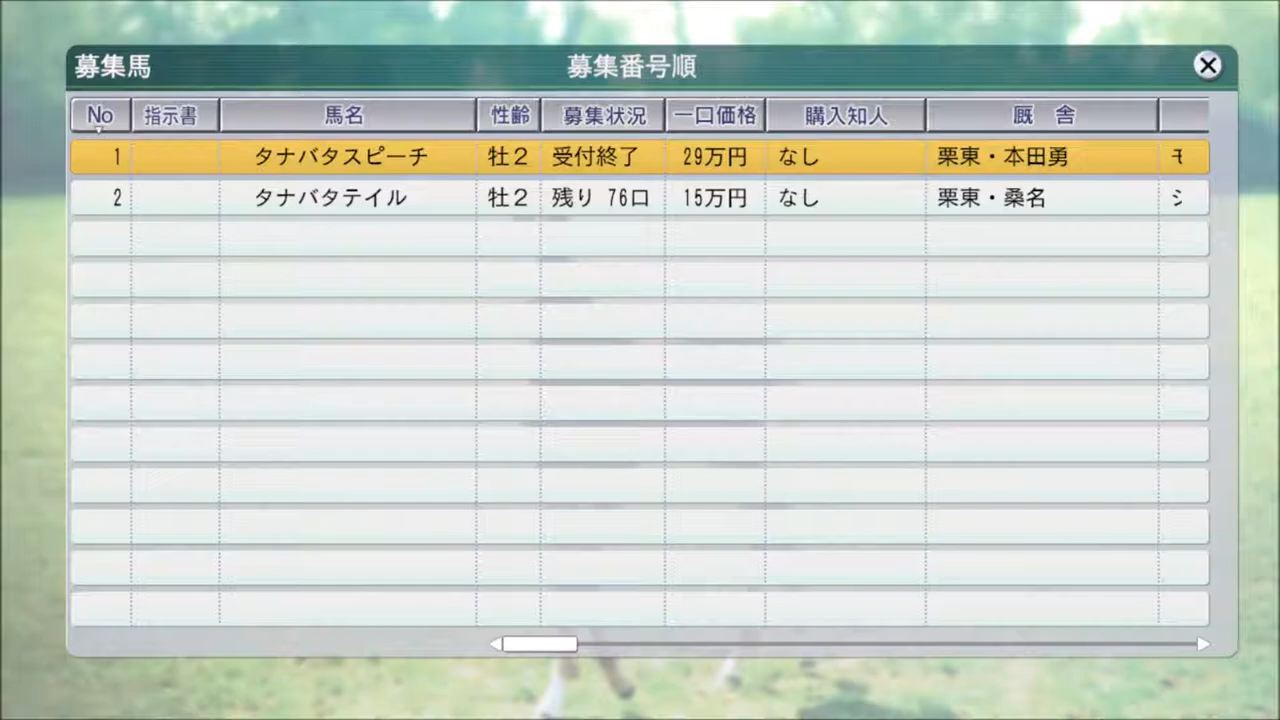 募集馬 募集番号順
No 指示書 馬名 性齢 募集状況 一口価格 購入知人 厩 舎
1 タナバタスピーチ 牡2 受付終了 29万円 なし 栗東・本田勇 モ
2 タナバタテイル 牡2 残り 76口 15万円 なし 栗東・桑名 シ